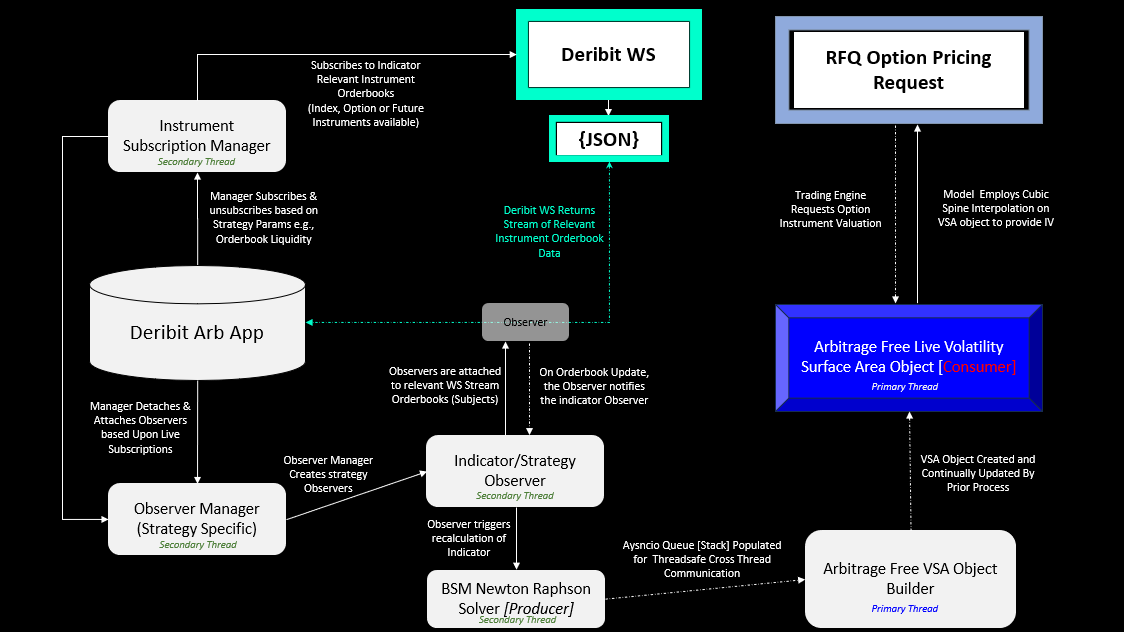 Deribit WS
RFQ Option Pricing
Request
Subscribes to Indicator
Relevant Instrument
Orderbooks
(Index, Option or Future
Instruments available)
{JSON}
Instrument
Subscription Manager
Secondary Thread
Manager Subscribes &
unsubscribes based on
Strategy Params e.g.,
Orderbook Liquidity
Deribit WS Returns
Stream of Relevant
Instrument Orderbook
Data
Trading Engine
Requests Option
Instrument Valuation
Model Employs Cubic
Spine Interpolation on
VSA object to provide IV
Deribit Arb App
Observer
Arbitrage Free Live Volatility
Surface Area Object [Consumer]
Primary Thread
Observers are attached
to relevant WS Stream
Orderbooks (Subjects)
On Orderbook Update,
the Observer notifies
the indicator Observer
Manager Detaches &
Attaches Observers
based Upon Live
Subscriptions
Observer Manager
Creates strategy
Observers
Indicator/Strategy
Observer
Secondary Thread
VSA Object Created and
Continually Updated By
Prior Process
Observer Manager
(Strategy Specific)
Secondary Thread
Observer triggers
recalculation of
Indicator
Aysncio Queue [Stack] Populated
for Threadsafe Cross Thread
Communication
BSM Newton Raphson
Solver [Producer]
Secondary Thread
Arbitrage Free VSA Object
Builder
Primary Thread